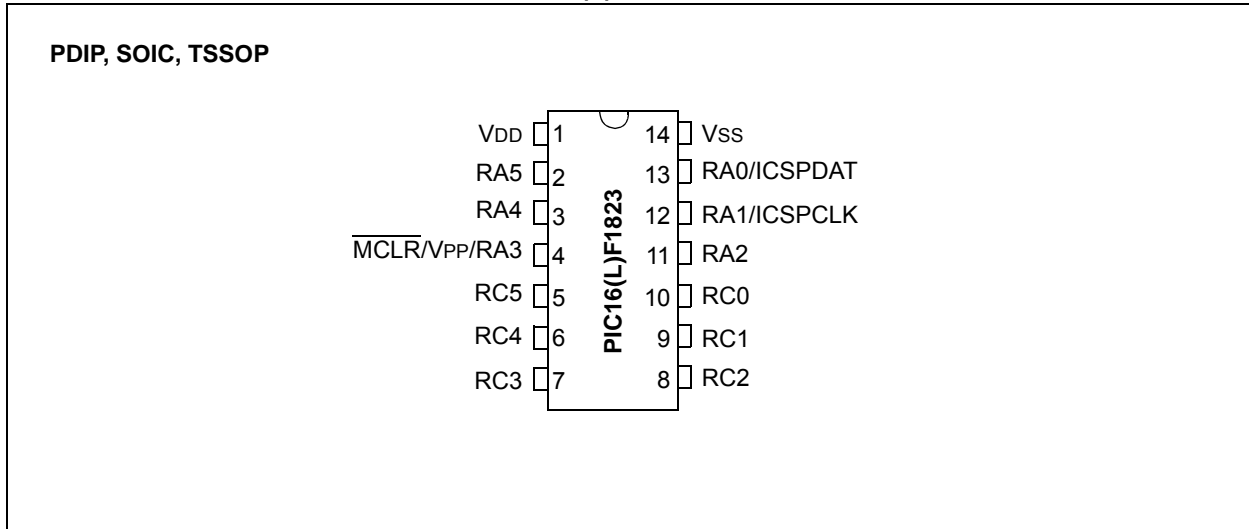 PDIP, SOIC, TSSOP
VDD 1 14 VSS
RA5 2 13 RA0/ICSPDAT
RA4 3 12 RA1/ICSPCLK
MCLR/VPP/RA3 4 11 RA2
RC5 5 10 RC0
RC4 6 9 RC1
RC3 7 8 RC2
PIC16(L)F1823